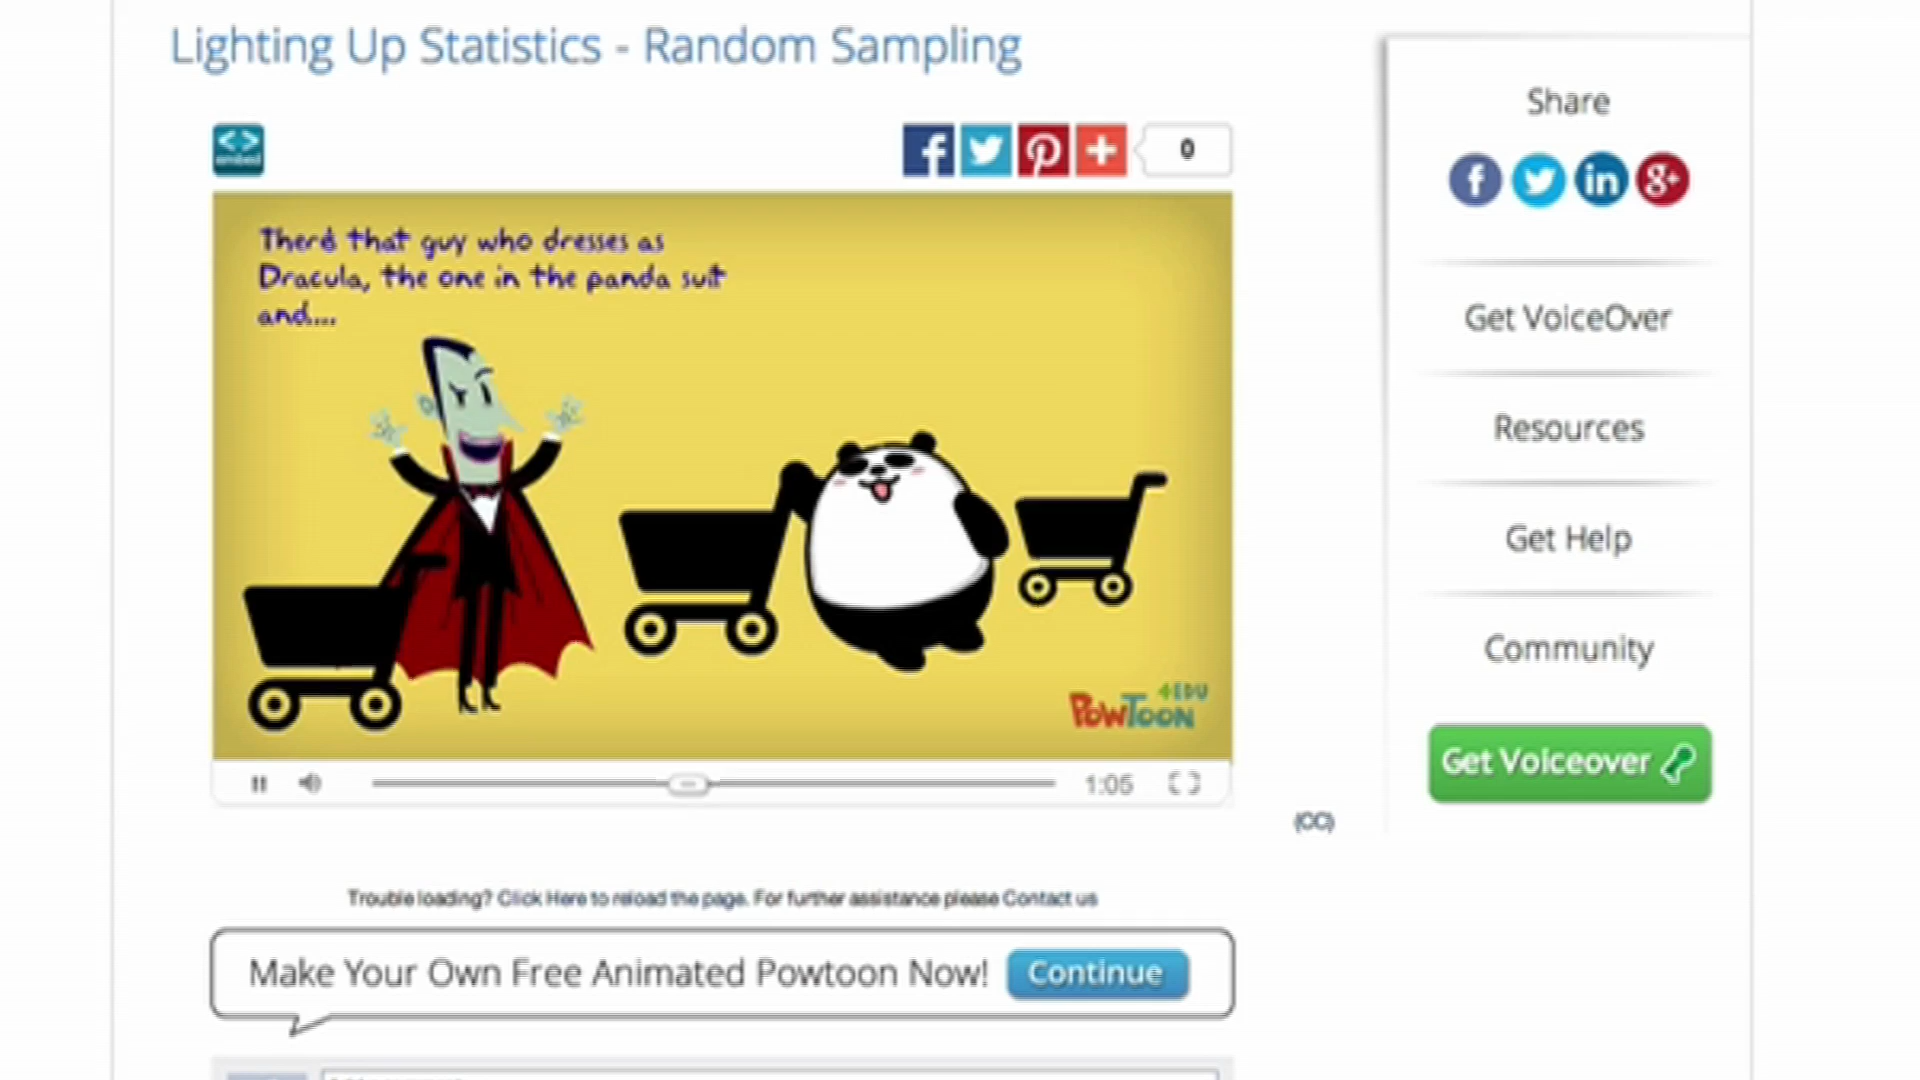 Lighting Up Statistics - Random Sampling
embed
0
Share
There's that guy who dresses as
Dracula, the one in the panda suit
and....
Get VoiceOver
Resources
Get Help
Community
4EDU
PowToon
Get Voiceover
1:05
(CC)
Trouble loading? Click Here to reload the page. For further assistance please Contact us
Make Your Own Free Animated Powtoon Now!
Continue